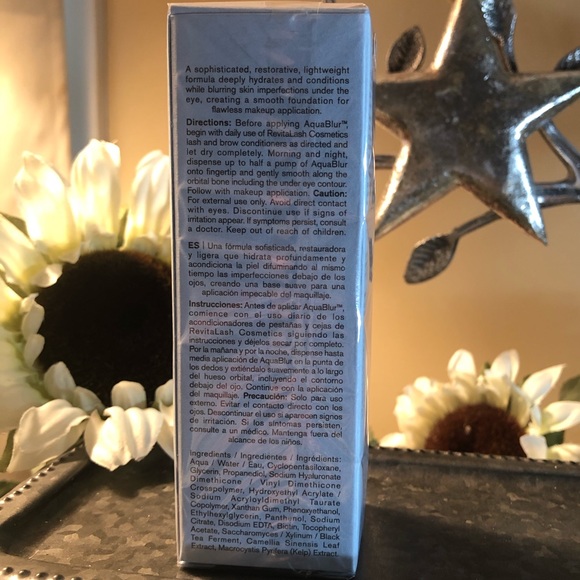 A sophisticated, restorative, lightweight
formula deeply hydrates and conditions
while blurring skin imperfections under the
eye, creating a smooth foundation for
flawless makeup application.
Directions: Before applying AquaBlur™,
begin with daily use of RevitaLash Cosmetics
lash and brow conditioners as directed and
let dry completely. Morning and night,
dispense up to half a pump of AquaBlur
onto fingertip and gently smooth along the
orbital bone including the under eye contour.
Follow with makeup application. Caution:
For external use only. Avoid direct contact
with eyes. Discontinue use if signs of
irritation appear. If symptoms persist, consult
a doctor. Keep out of reach of children.
ES | Una fórmula sofisticada, restauradora
y ligera que hidrata profundamente y
acondiciona la piel difuminando al mismo
tiempo las imperfecciones debajo de los
ojos, creando una base suave para una
aplicación impecable del maquillaje.
Instrucciones: Antes de aplicar AquaBlur™,
comience con el uso diario de los
acondicionadores de pestañas y cejas de
RevitaLash Cosmetics siguiendo las
instrucciones y déjelos secar por completo.
Por la mañana y por la noche, dispense hasta
media aplicación de AquaBlur en la punta de
los dedos y extiéndalo suavemente a lo largo
del hueso orbital, incluyendo el contorno
debajo del ojo. Continue con la aplicación
del maquillaje. Precaución: Solo para uso
externo. Evitar el contacto directo con los
ojos. Descontinuar el uso si aparecen signos
de irritación. Si los síntomas persisten,
consulte a un médico. Mantenga fuera del
alcance de los niños.
Ingredients / Ingredientes / Ingrédients:
Aqua / Water / Eau, Cyclopentasiloxane,
Glycerin, Propanediol, Sodium Hyaluronate
Dimethicone / Vinyl Dimethicone
Crosspolymer, Hydroxyethyl Acrylate /
Sodium Acryloyldimethyl Taurate
Copolymer, Xanthan Gum, Phenoxyethanol,
Ethylhexylglycerin, Panthenol, Sodium
Citrate, Disodium EDTA, Biotin, Tocopheryl
Acetate, Saccharomyces / Xylinum / Black
Tea Ferment, Camellia Sinensis Leaf
Extract, Macrocystis Pyrifera (Kelp) Extract.